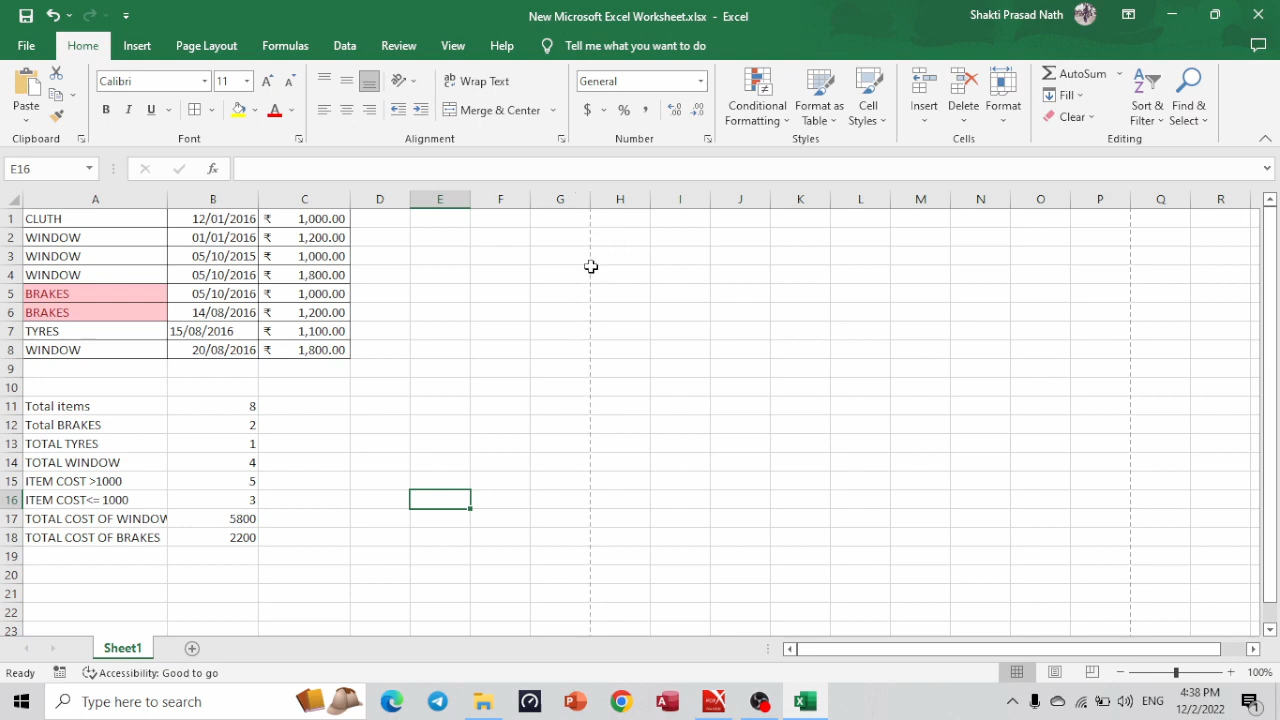 New Microsoft Excel Worksheet.xlsx - Excel
Shakti Prasad Nath
File Home Insert Page Layout Formulas Data Review View Help Tell me what you want to do
Calibri 11 Wrap Text General AutoSum
Paste Conditional Format as Cell Insert Delete Format Fill Sort & Find &
B I U Merge & Center $ % , Formatting Table Styles Clear Filter Select
Clipboard Font Alignment Number Styles Cells Editing
E16 fx
A B C D E F G H I J K L M N O P Q R
1 CLUTH 12/01/2016 ₹ 1,000.00
2 WINDOW 01/01/2016 ₹ 1,200.00
3 WINDOW 05/10/2015 ₹ 1,000.00
4 WINDOW 05/10/2016 ₹ 1,800.00
5 BRAKES 05/10/2016 ₹ 1,000.00
6 BRAKES 14/08/2016 ₹ 1,200.00
7 TYRES 15/08/2016 ₹ 1,100.00
8 WINDOW 20/08/2016 ₹ 1,800.00
9
10
11 Total items 8
12 Total BRAKES 2
13 TOTAL TYRES 1
14 TOTAL WINDOW 4
15 ITEM COST >1000 5
16 ITEM COST<= 1000 3
17 TOTAL COST OF WINDOW 5800
18 TOTAL COST OF BRAKES 2200
19
20
21
22
23
Sheet1
Ready Accessibility: Good to go 100%
Type here to search ENG 4:38 PM
12/2/2022